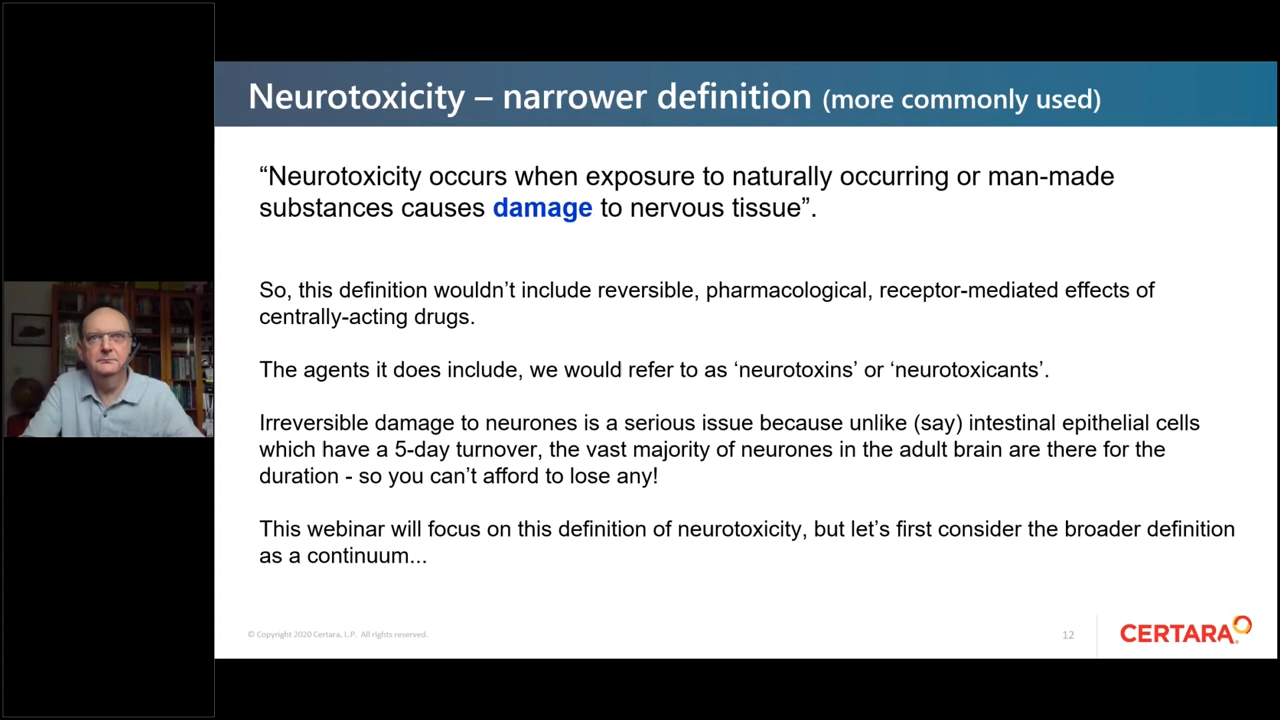 Neurotoxicity – narrower definition (more commonly used)
“Neurotoxicity occurs when exposure to naturally occurring or man-made
substances causes damage to nervous tissue”.
So, this definition wouldn’t include reversible, pharmacological, receptor-mediated effects of
centrally-acting drugs.
The agents it does include, we would refer to as ‘neurotoxins’ or ‘neurotoxicants’.
Irreversible damage to neurones is a serious issue because unlike (say) intestinal epithelial cells
which have a 5-day turnover, the vast majority of neurones in the adult brain are there for the
duration - so you can’t afford to lose any!
This webinar will focus on this definition of neurotoxicity, but let’s first consider the broader definition
as a continuum...
© Copyright 2020 Certara, L.P. All rights reserved.
12
CERTARA